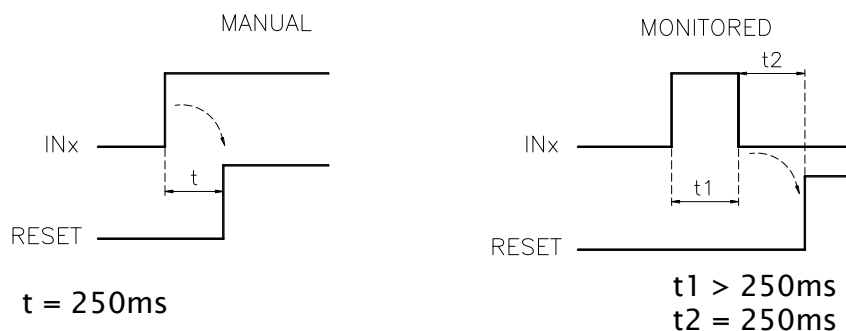 MANUAL
INx
t
RESET
t = 250ms
MONITORED
t2
INx
t1
RESET
t1 > 250ms
t2 = 250ms